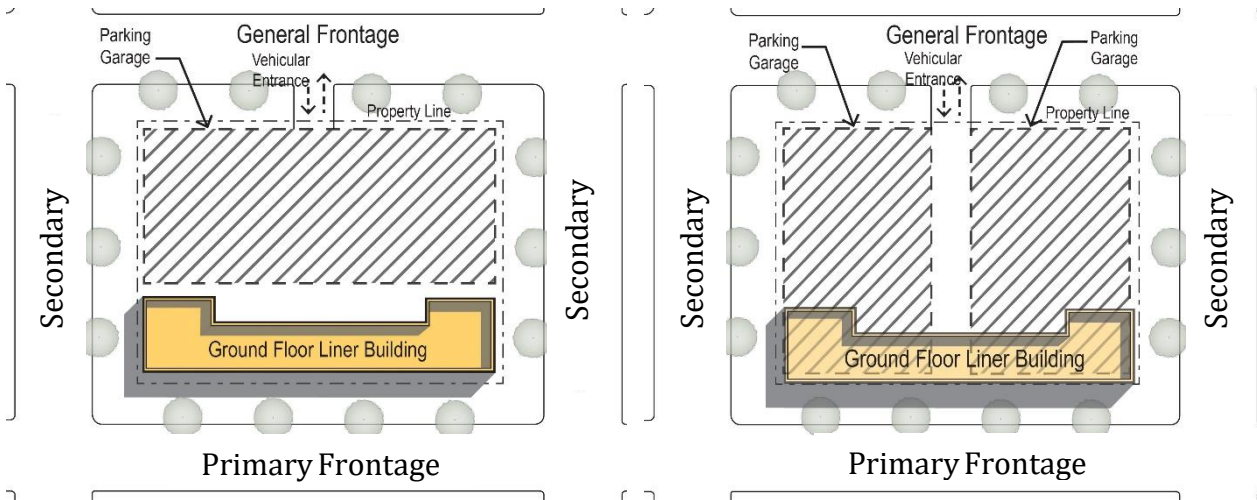 General Frontage
Parking
Garage
Vehicular
Entrance
Property Line
Secondary
Secondary
Ground Floor Liner Building
Primary Frontage
General Frontage
Parking
Garage
Vehicular
Entrance
Parking
Garage
Property Line
Secondary
Secondary
Ground Floor Liner Building
Primary Frontage